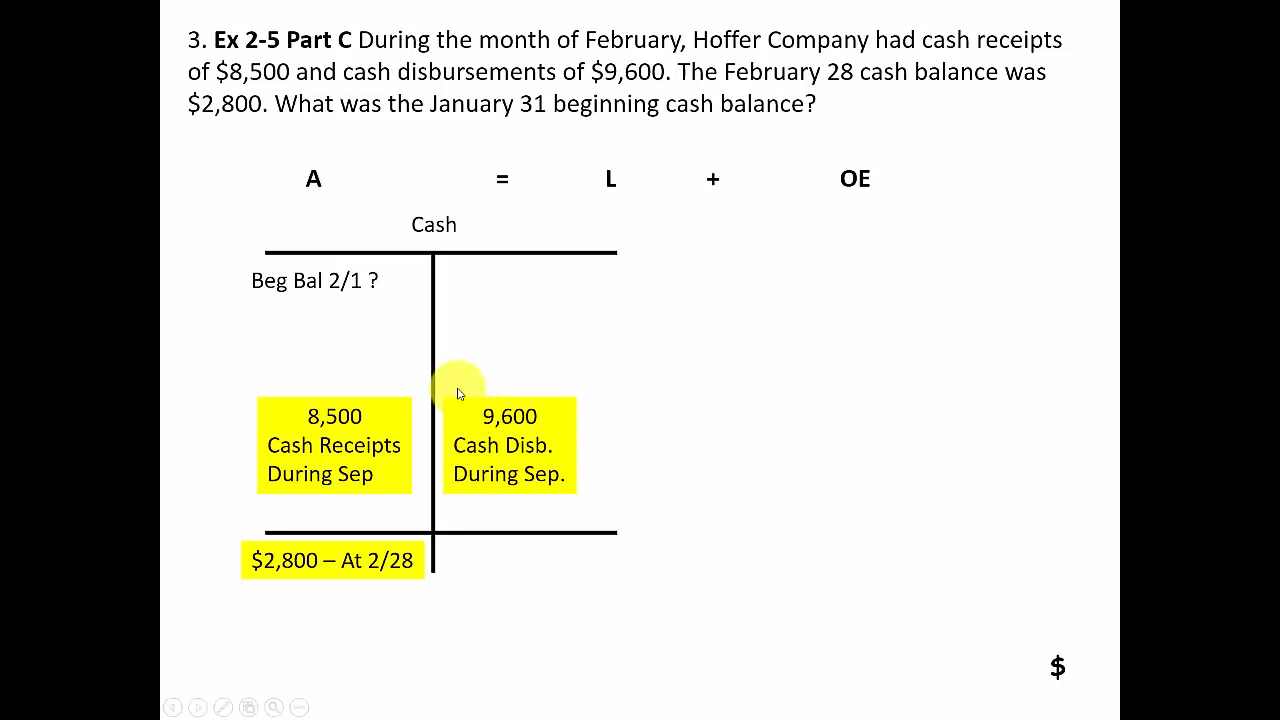 3. Ex 2-5 Part C During the month of February, Hoffer Company had cash receipts
of $8,500 and cash disbursements of $9,600. The February 28 cash balance was
$2,800. What was the January 31 beginning cash balance?
A = L + OE
Cash
Beg Bal 2/1 ?
8,500
Cash Receipts
During Sep
9,600
Cash Disb.
During Sep.
$2,800 – At 2/28
$